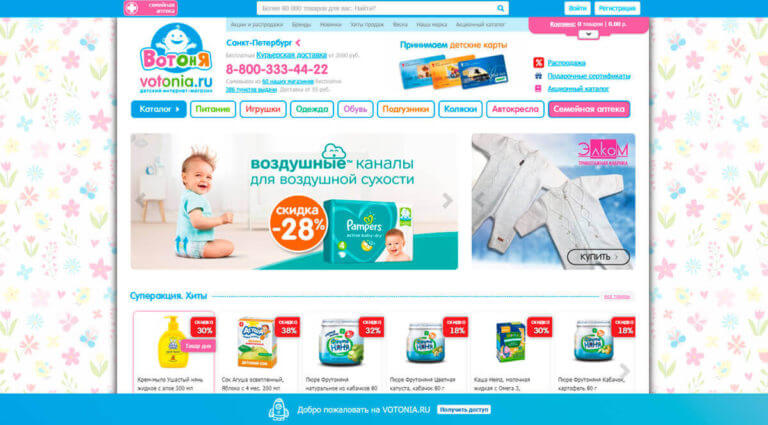 семейная аптека
Более 60 000 товаров для вас. Найти?
Войти
Регистрация
Акции и распродажи Бренды Новинки Хиты продаж Весна Наша марка Акционный каталог
Корзина: 0 товаров | 0.00 р.
ВОТОНЯ
votonia.ru
детский интернет-магазин
Санкт-Петербург
Бесплатная Курьерская доставка от 2000 руб.
8-800-333-44-22
Самовывоз из 60 наших магазинов бесплатно
386 пунктов выдачи. Доставка от 55 руб.
Принимаем детские карты
Распродажа
Подарочные сертификаты
Акционный каталог
Каталог
Питание
Игрушки
Одежда
Обувь
Подгузники
Коляски
Автокресла
Семейная аптека
воздушные каналы
для воздушной сухости
скидка
-28%
Pampers
active baby-dry
4
Элком
ТРИКОТАЖНАЯ ФАБРИКА
КУПИТЬ
Суперакция. Хиты
все товары
СКИДКА 30%
Товар дня
СКИДКА 38%
СКИДКА 32%
СКИДКА 18%
СКИДКА 30%
СКИДКА 18%
Крем-мыло Ушастый нянь
жидкое с алоэ 300 мл
Сок Агуша осветленный,
Яблоко с 4 мес. 200 мл
Пюре Фрутоняня
натуральное из кабачков 80
Пюре Фрутоняня Цветная
капуста, кабачок 80 г
Каша Heinz, молочная
жидкая с Омега 3,
Пюре Фрутоняня Кабачок,
картофель 80 г
Добро пожаловать на VOTONIA.RU
Получить доступ